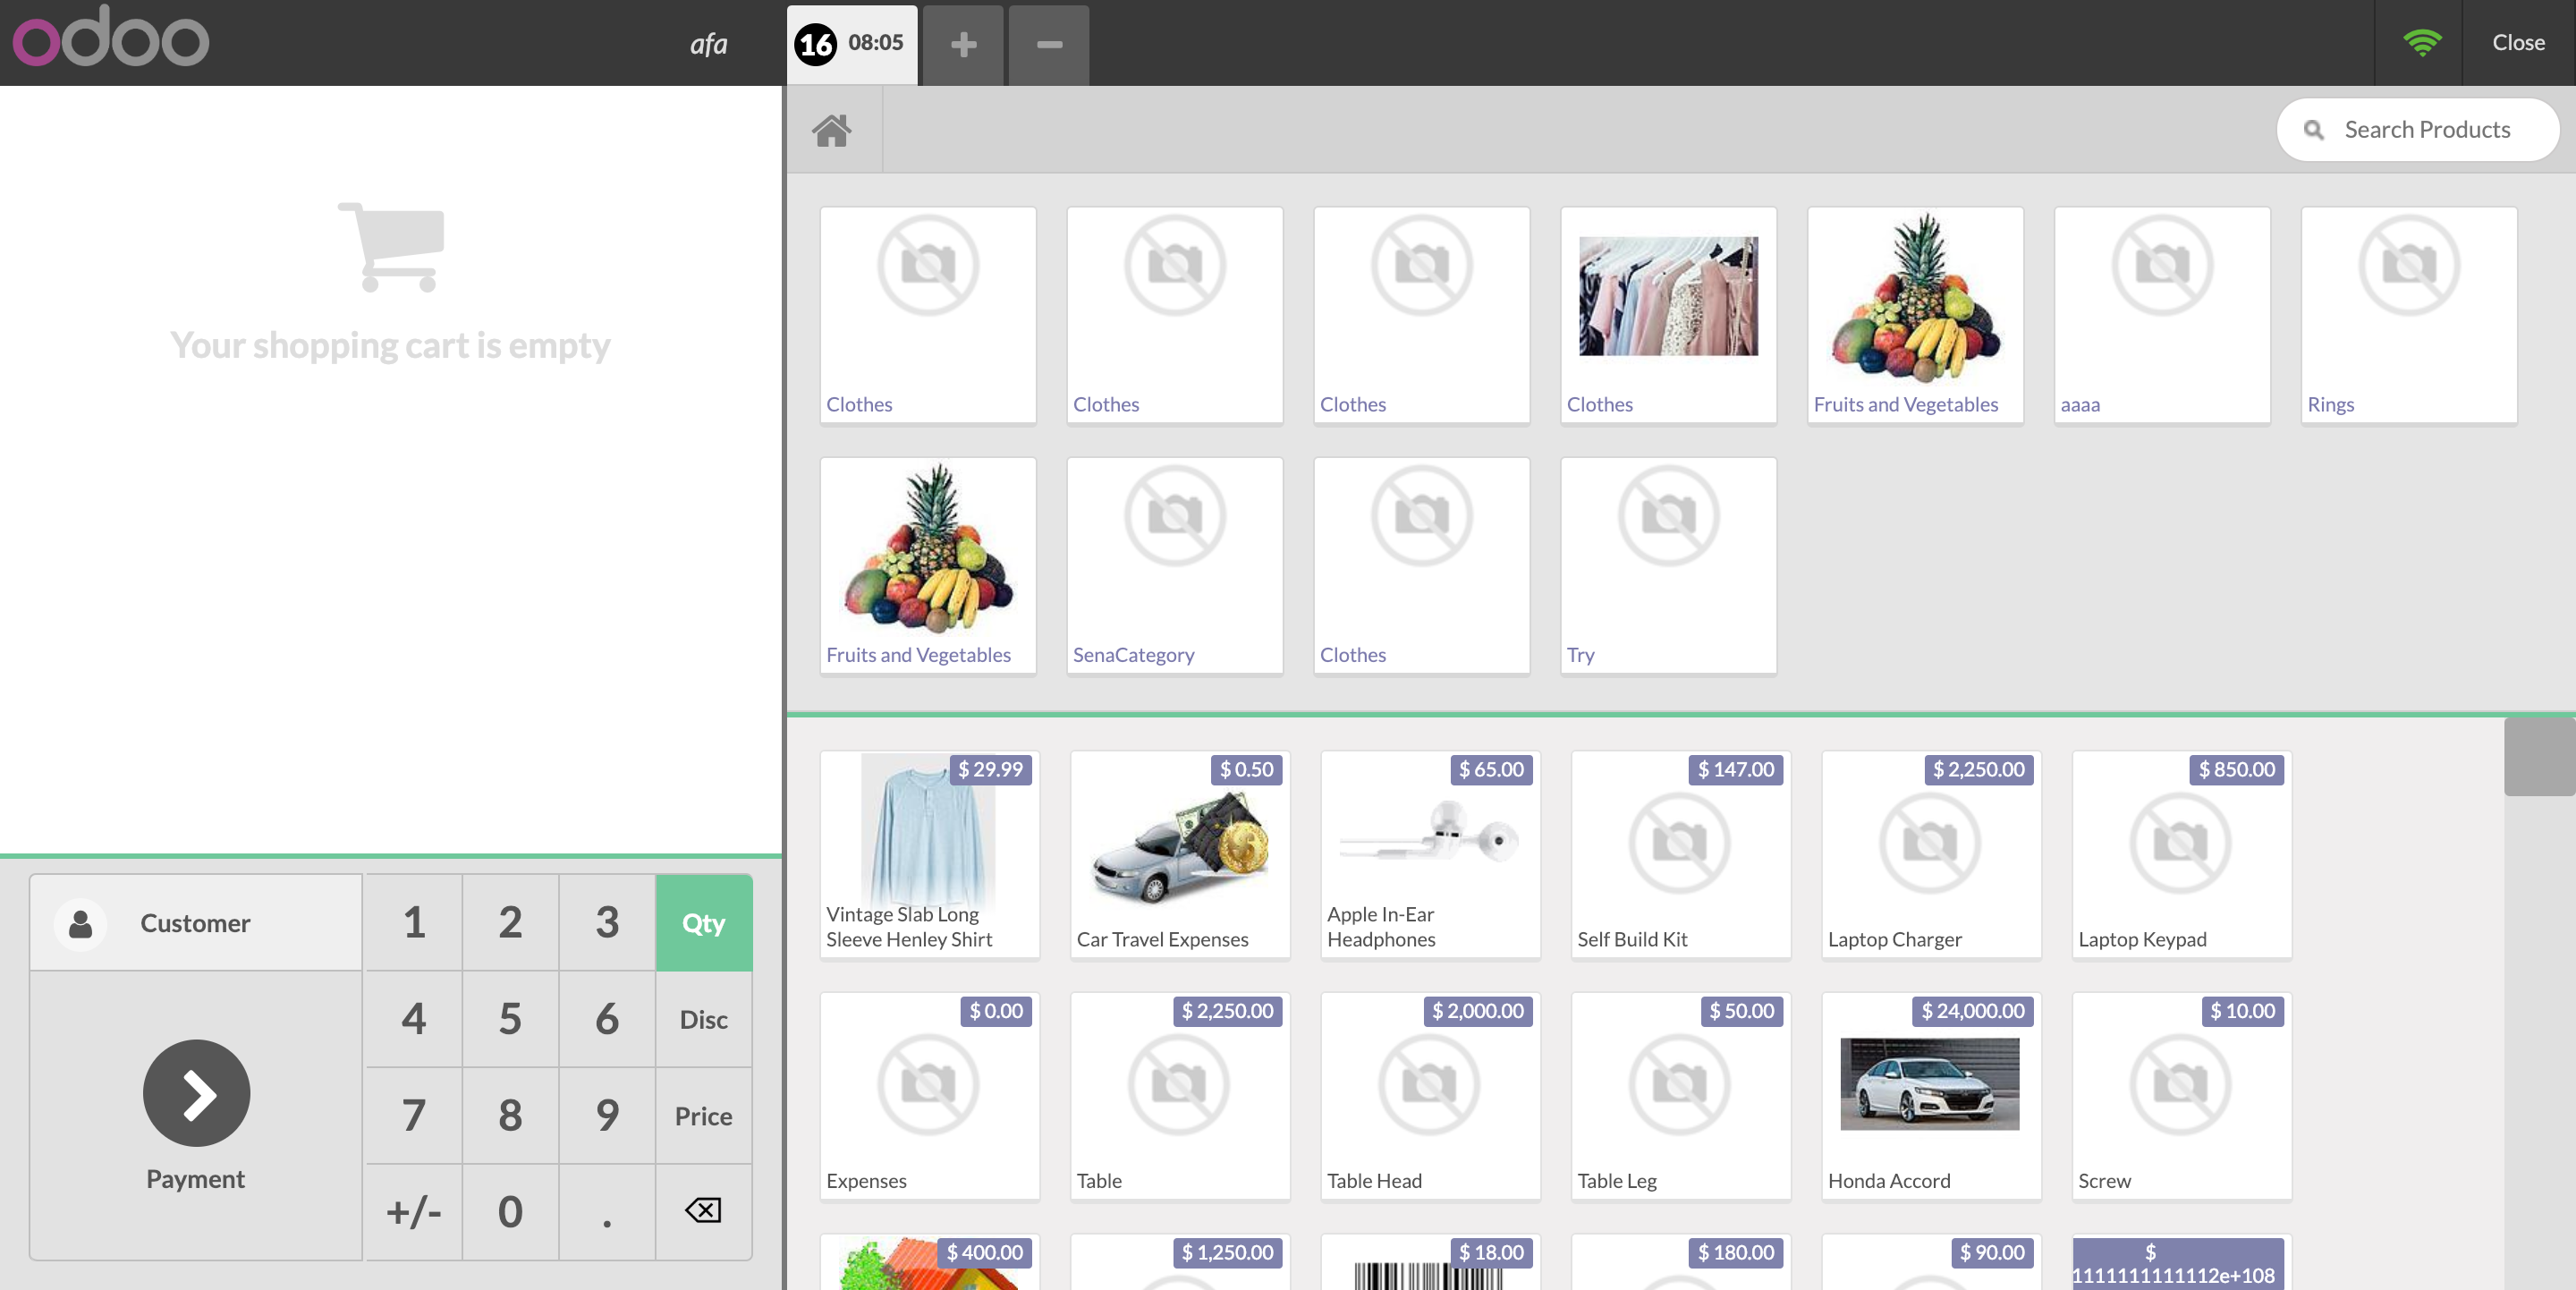 odoo
afa
16 08:05
+
−
Close
Search Products
Clothes
Clothes
Clothes
Clothes
Fruits and Vegetables
aaaa
Rings
Fruits and Vegetables
SenaCategory
Clothes
Try
Your shopping cart is empty
Customer
Payment
1 2 3 Qty
4 5 6 Disc
7 8 9 Price
+/- 0 .
$ 29.99
Vintage Slab Long
Sleeve Henley Shirt
$ 0.50
Car Travel Expenses
$ 65.00
Apple In-Ear
Headphones
$ 147.00
Self Build Kit
$ 2,250.00
Laptop Charger
$ 850.00
Laptop Keypad
$ 0.00
Expenses
$ 2,250.00
Table
$ 2,000.00
Table Head
$ 50.00
Table Leg
$ 24,000.00
Honda Accord
$ 10.00
Screw
$ 400.00
$ 1,250.00
$ 18.00
$ 180.00
$ 90.00
$
1111111111112e+108